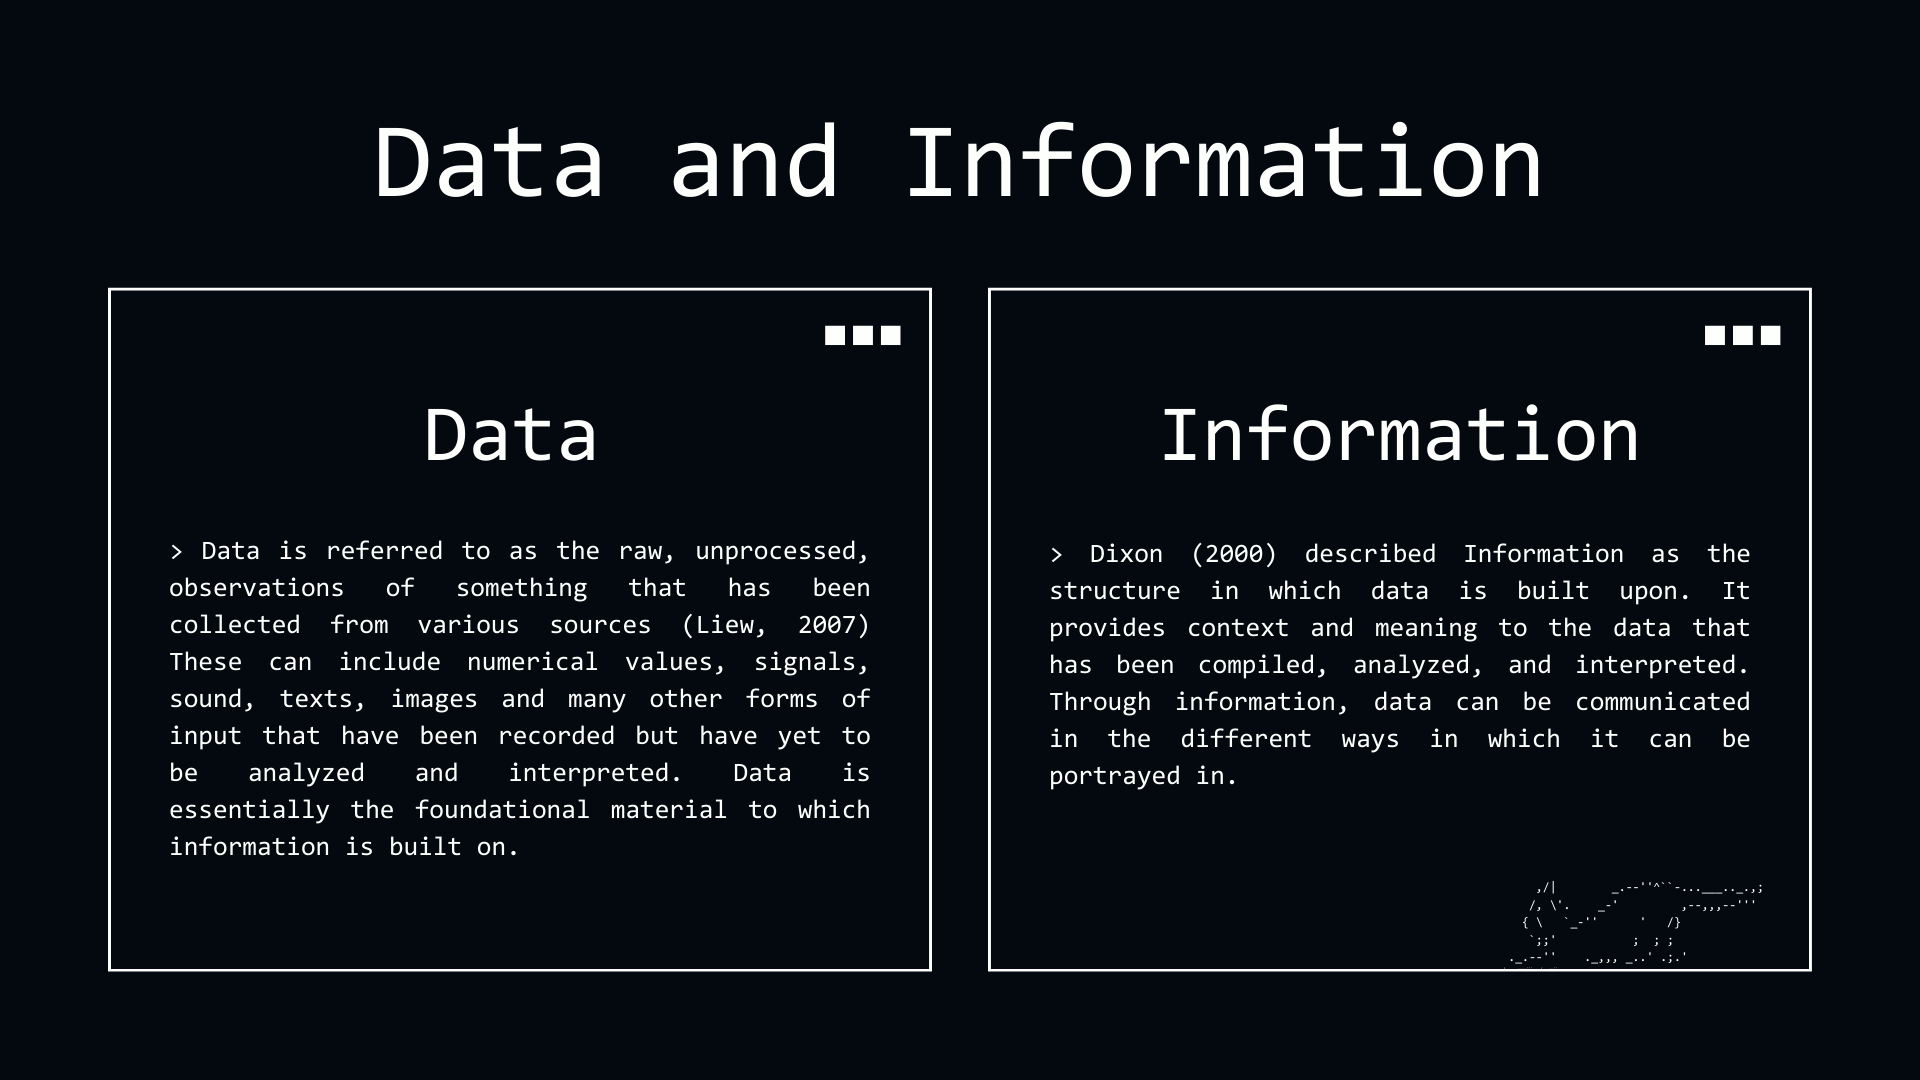 Data and Information
Data
> Data is referred to as the raw, unprocessed,
observations of something that has been
collected from various sources (Liew, 2007)
These can include numerical values, signals,
sound, texts, images and many other forms of
input that have been recorded but have yet to
be analyzed and interpreted. Data is
essentially the foundational material to which
information is built on.
Information
> Dixon (2000) described Information as the
structure in which data is built upon. It
provides context and meaning to the data that
has been compiled, analyzed, and interpreted.
Through information, data can be communicated
in the different ways in which it can be
portrayed in.